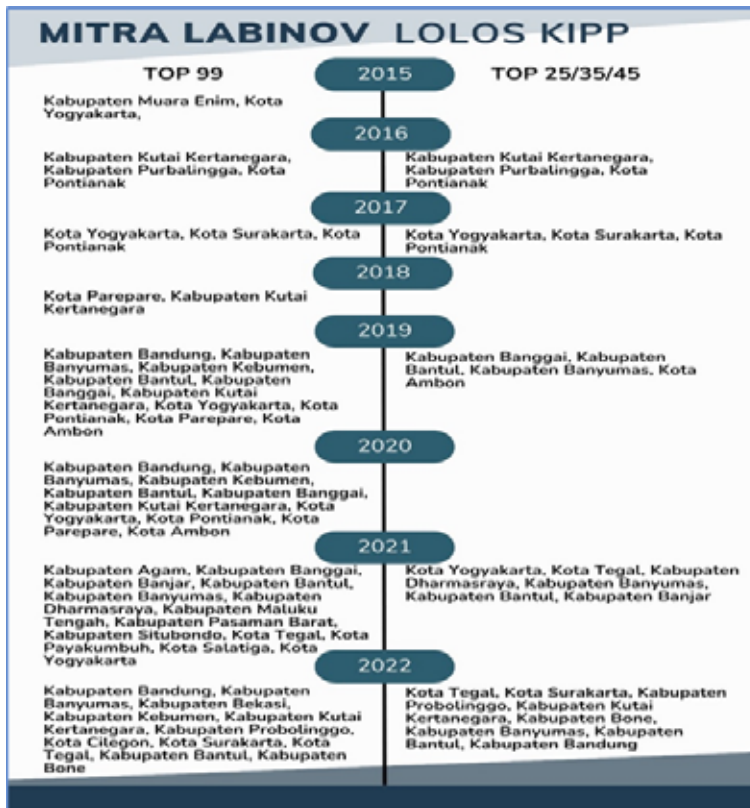 MITRA LABINOV LOLOS KIPP
TOP 99
2015
TOP 25/35/45
Kabupaten Muara Enim, Kota
Yogyakarta,
2016
Kabupaten Kutai Kertanegara,
Kabupaten Purbalingga, Kota
Pontianak
Kabupaten Kutai Kertanegara,
Kabupaten Purbalingga, Kota
Pontianak
2017
Kota Yogyakarta, Kota Surakarta, Kota
Pontianak
Kota Yogyakarta, Kota Surakarta, Kota
Pontianak
2018
Kota Parepare, Kabupaten Kutai
Kertanegara
2019
Kabupaten Bandung, Kabupaten
Banyumas, Kabupaten Kebumen,
Kabupaten Bantul, Kabupaten
Banggai, Kabupaten Kutai
Kertanegara, Kota Yogyakarta, Kota
Pontianak, Kota Parepare, Kota
Ambon
Kabupaten Banggai, Kabupaten
Bantul, Kabupaten Banyumas, Kota
Ambon
2020
Kabupaten Bandung, Kabupaten
Banyumas, Kabupaten Kebumen,
Kabupaten Bantul, Kabupaten Banggai,
Kabupaten Kutai Kertanegara, Kota
Yogyakarta, Kota Pontianak, Kota
Parepare, Kota Ambon
2021
Kabupaten Agam, Kabupaten Banggai,
Kabupaten Banjar, Kabupaten Bantul,
Kabupaten Banyumas, Kabupaten
Dharmasraya, Kabupaten Maluku
Tengah, Kabupaten Pasaman Barat,
Kabupaten Situbondo, Kota Tegal, Kota
Payakumbuh, Kota Salatiga, Kota
Yogyakarta
Kota Yogyakarta, Kota Tegal, Kabupaten
Dharmasraya, Kabupaten Banyumas,
Kabupaten Bantul, Kabupaten Banjar
2022
Kabupaten Bandung, Kabupaten
Banyumas, Kabupaten Bekasi,
Kabupaten Kebumen, Kabupaten Kutai
Kertanegara, Kabupaten Probolinggo,
Kota Cilegon, Kota Surakarta, Kota
Tegal, Kabupaten Bantul, Kabupaten
Bone
Kota Tegal, Kota Surakarta, Kabupaten
Probolinggo, Kabupaten Kutai
Kertanegara, Kabupaten Bone,
Kabupaten Banyumas, Kabupaten
Bantul, Kabupaten Bandung